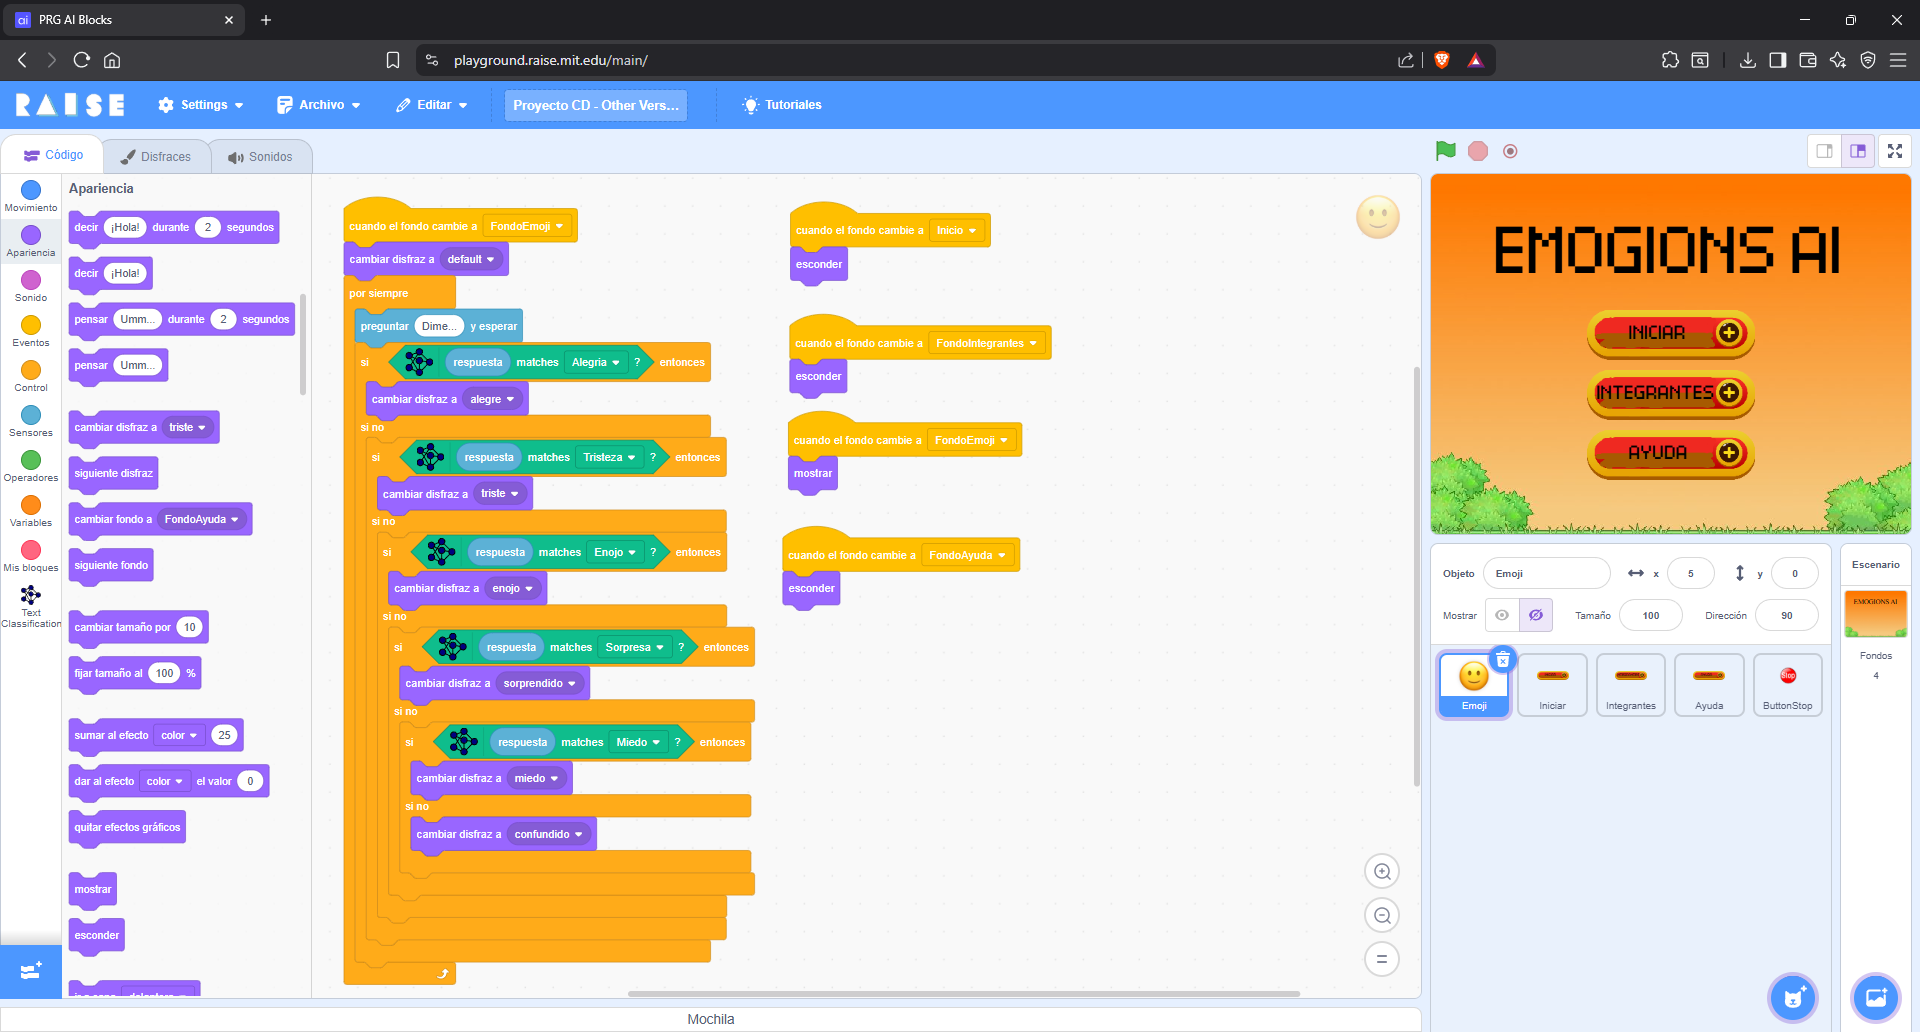 PRG AI Blocks
playground.raise.mit.edu/main/
RAISE
Settings
Archivo
Editar
Proyecto CD - Other Vers...
Tutoriales
Código
Disfraces
Sonidos
Movimiento
Apariencia
Sonido
Eventos
Control
Sensores
Operadores
Variables
Mis bloques
Text
Classification
Apariencia
decir ¡Hola! durante 2 segundos
decir ¡Hola!
pensar Umm... durante 2 segundos
pensar Umm...
cambiar disfraz a triste
siguiente disfraz
cambiar fondo a FondoAyuda
siguiente fondo
cambiar tamaño por 10
fijar tamaño al 100 %
sumar al efecto color 25
dar al efecto color el valor 0
quitar efectos gráficos
mostrar
esconder
cuando el fondo cambie a FondoEmoji
cambiar disfraz a default
por siempre
preguntar Dime... y esperar
si respuesta matches Alegria ? entonces
cambiar disfraz a alegre
si no
si respuesta matches Tristeza ? entonces
cambiar disfraz a triste
si no
si respuesta matches Enojo ? entonces
cambiar disfraz a enojo
si no
si respuesta matches Sorpresa ? entonces
cambiar disfraz a sorprendido
si no
si respuesta matches Miedo ? entonces
cambiar disfraz a miedo
si no
cambiar disfraz a confundido
cuando el fondo cambie a Inicio
esconder
cuando el fondo cambie a FondoIntegrantes
esconder
cuando el fondo cambie a FondoEmoji
mostrar
cuando el fondo cambie a FondoAyuda
esconder
Mochila
EMOGIONS AI
INICIAR
INTEGRANTES
AYUDA
Objeto Emoji x 5 y 0
Mostrar Tamaño 100 Dirección 90
Emoji
Iniciar
Integrantes
Ayuda
Stop
ButtonStop
Escenario
EMOGIONS AI
Fondos
4